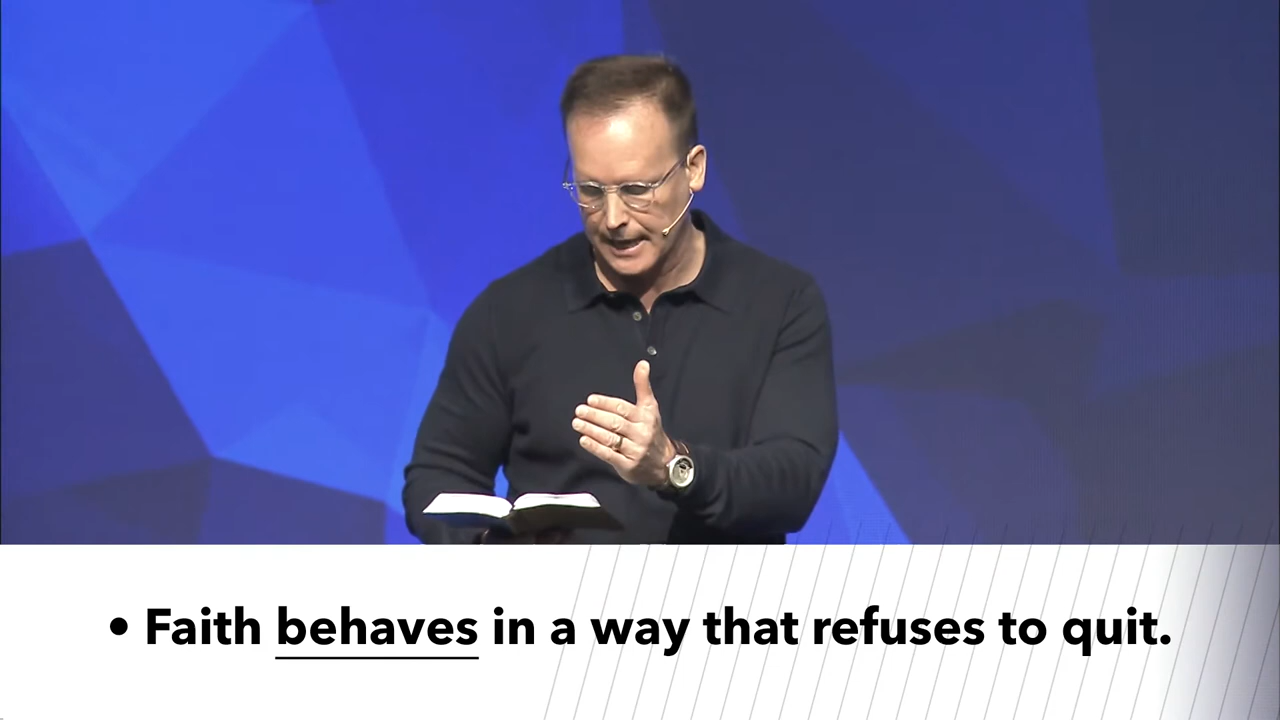 • Faith behaves in a way that refuses to quit.